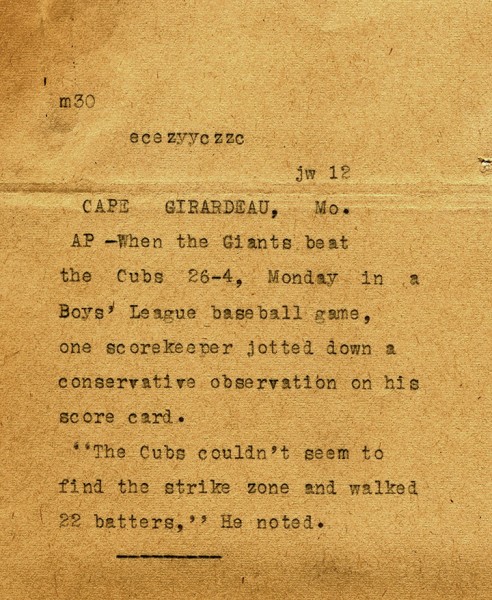 m30
ecezyyczzc
jw 12
CAPE GIRARDEAU, Mo.
AP -When the Giants beat
the Cubs 26-4, Monday in a
Boys' League baseball game,
one scorekeeper jotted down a
conservative observation on his
score card.
“The Cubs couldn't seem to
find the strike zone and walked
22 batters,” He noted.